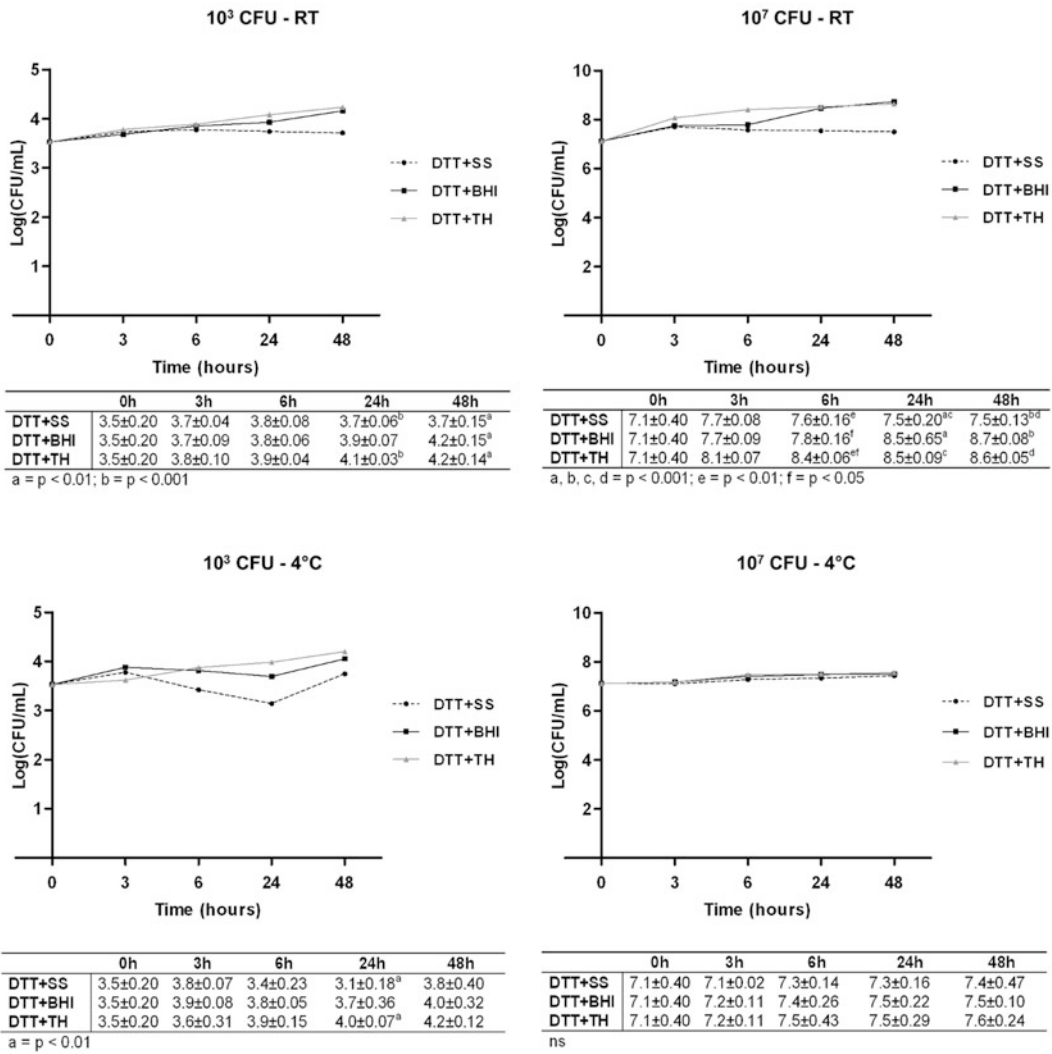 10³ CFU - RT
5
4
3
2
1
Log(CFU/mL)
0 3 6 24 48
Time (hours)
DTT+SS
DTT+BHI
DTT+TH
0h 3h 6h 24h 48h
DTT+SS 3.5±0.20 3.7±0.04 3.8±0.08 3.7±0.06ᵇ 3.7±0.15ᵃ
DTT+BHI 3.5±0.20 3.7±0.09 3.8±0.06 3.9±0.07 4.2±0.15ᵃ
DTT+TH 3.5±0.20 3.8±0.10 3.9±0.04 4.1±0.03ᵇ 4.2±0.14ᵃ
a = p < 0.01; b = p < 0.001
10⁷ CFU - RT
10
8
6
4
2
Log(CFU/mL)
0 3 6 24 48
Time (hours)
DTT+SS
DTT+BHI
DTT+TH
0h 3h 6h 24h 48h
DTT+SS 7.1±0.40 7.7±0.08 7.6±0.16ᵉ 7.5±0.20ᵃᶜ 7.5±0.13ᵇᵈ
DTT+BHI 7.1±0.40 7.7±0.09 7.8±0.16ᶠ 8.5±0.65ᵃ 8.7±0.08ᵇ
DTT+TH 7.1±0.40 8.1±0.07 8.4±0.06ᵉᶠ 8.5±0.09ᶜ 8.6±0.05ᵈ
a, b, c, d = p < 0.001; e = p < 0.01; f = p < 0.05
10³ CFU - 4°C
5
4
3
2
1
Log(CFU/mL)
0 3 6 24 48
Time (hours)
DTT+SS
DTT+BHI
DTT+TH
0h 3h 6h 24h 48h
DTT+SS 3.5±0.20 3.8±0.07 3.4±0.23 3.1±0.18ᵃ 3.8±0.40
DTT+BHI 3.5±0.20 3.9±0.08 3.8±0.05 3.7±0.36 4.0±0.32
DTT+TH 3.5±0.20 3.6±0.31 3.9±0.15 4.0±0.07ᵃ 4.2±0.12
a = p < 0.01
10⁷ CFU - 4°C
10
8
6
4
2
Log(CFU/mL)
0 3 6 24 48
Time (hours)
DTT+SS
DTT+BHI
DTT+TH
0h 3h 6h 24h 48h
DTT+SS 7.1±0.40 7.1±0.02 7.3±0.14 7.3±0.16 7.4±0.47
DTT+BHI 7.1±0.40 7.2±0.11 7.4±0.26 7.5±0.22 7.5±0.10
DTT+TH 7.1±0.40 7.2±0.11 7.5±0.43 7.5±0.29 7.6±0.24
ns